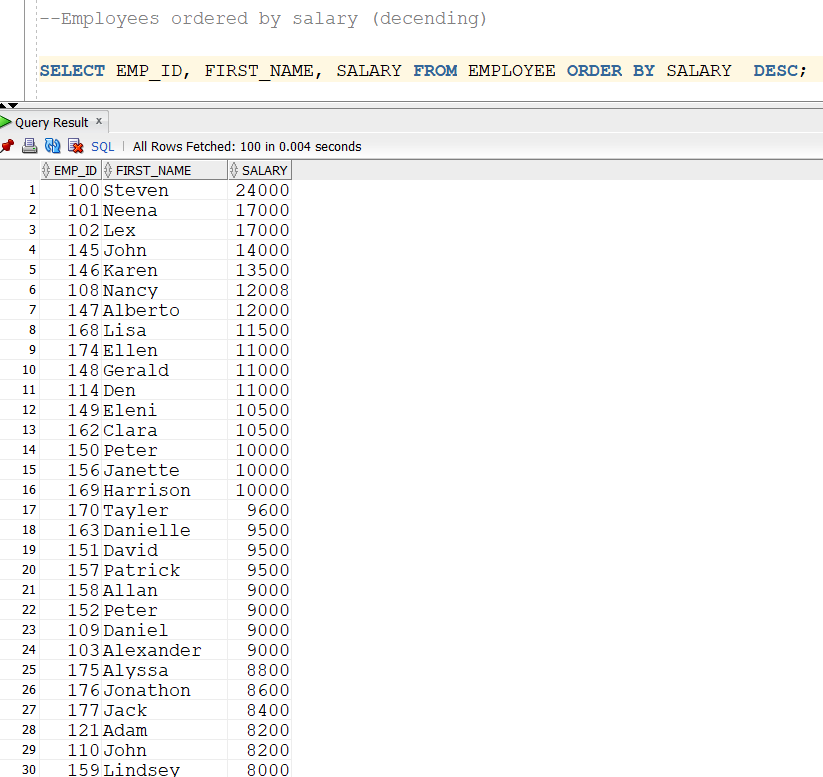 --Employees ordered by salary (decending)
SELECT EMP_ID, FIRST_NAME, SALARY FROM EMPLOYEE ORDER BY SALARY  DESC;
Query Result x
SQL | All Rows Fetched: 100 in 0.004 seconds
EMP_ID FIRST_NAME SALARY
1 100 Steven 24000
2 101 Neena 17000
3 102 Lex 17000
4 145 John 14000
5 146 Karen 13500
6 108 Nancy 12008
7 147 Alberto 12000
8 168 Lisa 11500
9 174 Ellen 11000
10 148 Gerald 11000
11 114 Den 11000
12 149 Eleni 10500
13 162 Clara 10500
14 150 Peter 10000
15 156 Janette 10000
16 169 Harrison 10000
17 170 Tayler 9600
18 163 Danielle 9500
19 151 David 9500
20 157 Patrick 9500
21 158 Allan 9000
22 152 Peter 9000
23 109 Daniel 9000
24 103 Alexander 9000
25 175 Alyssa 8800
26 176 Jonathon 8600
27 177 Jack 8400
28 121 Adam 8200
29 110 John 8200
30 159 Lindsey 8000